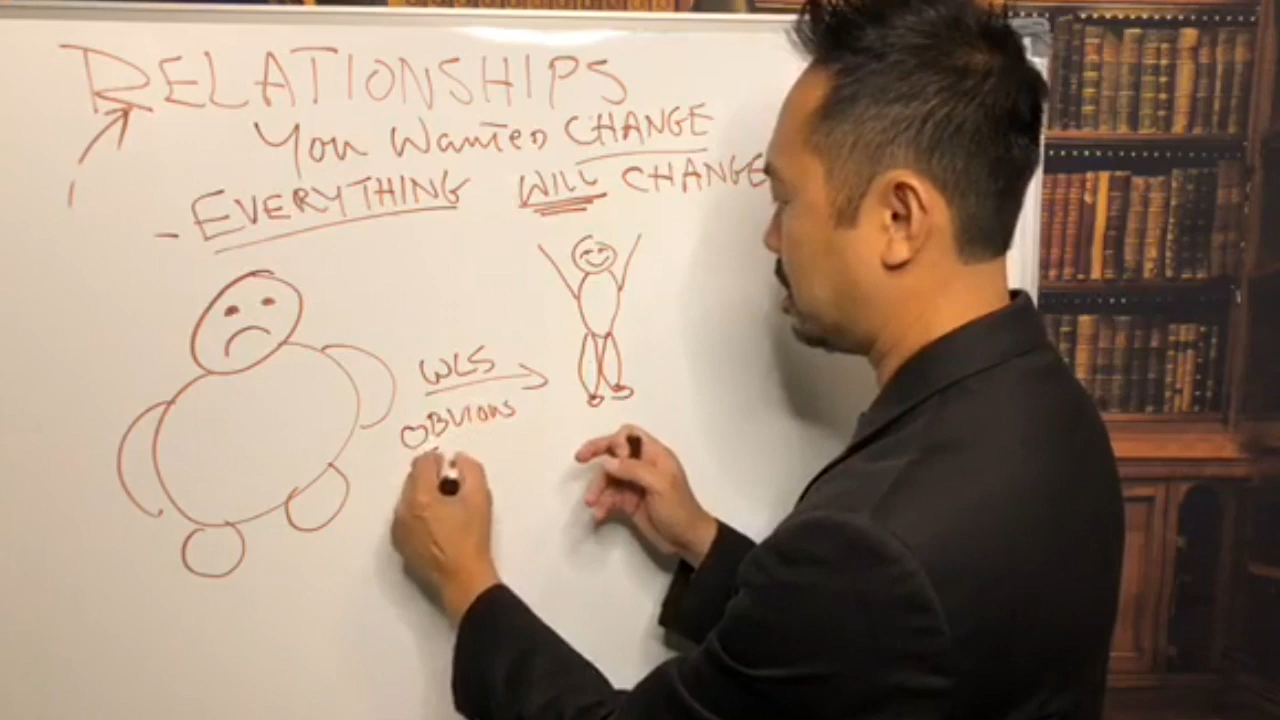 RELATIONSHIPS
You Wanted CHANGE
- EVERYTHING WILL CHANGE
WLS
OBVIOUS